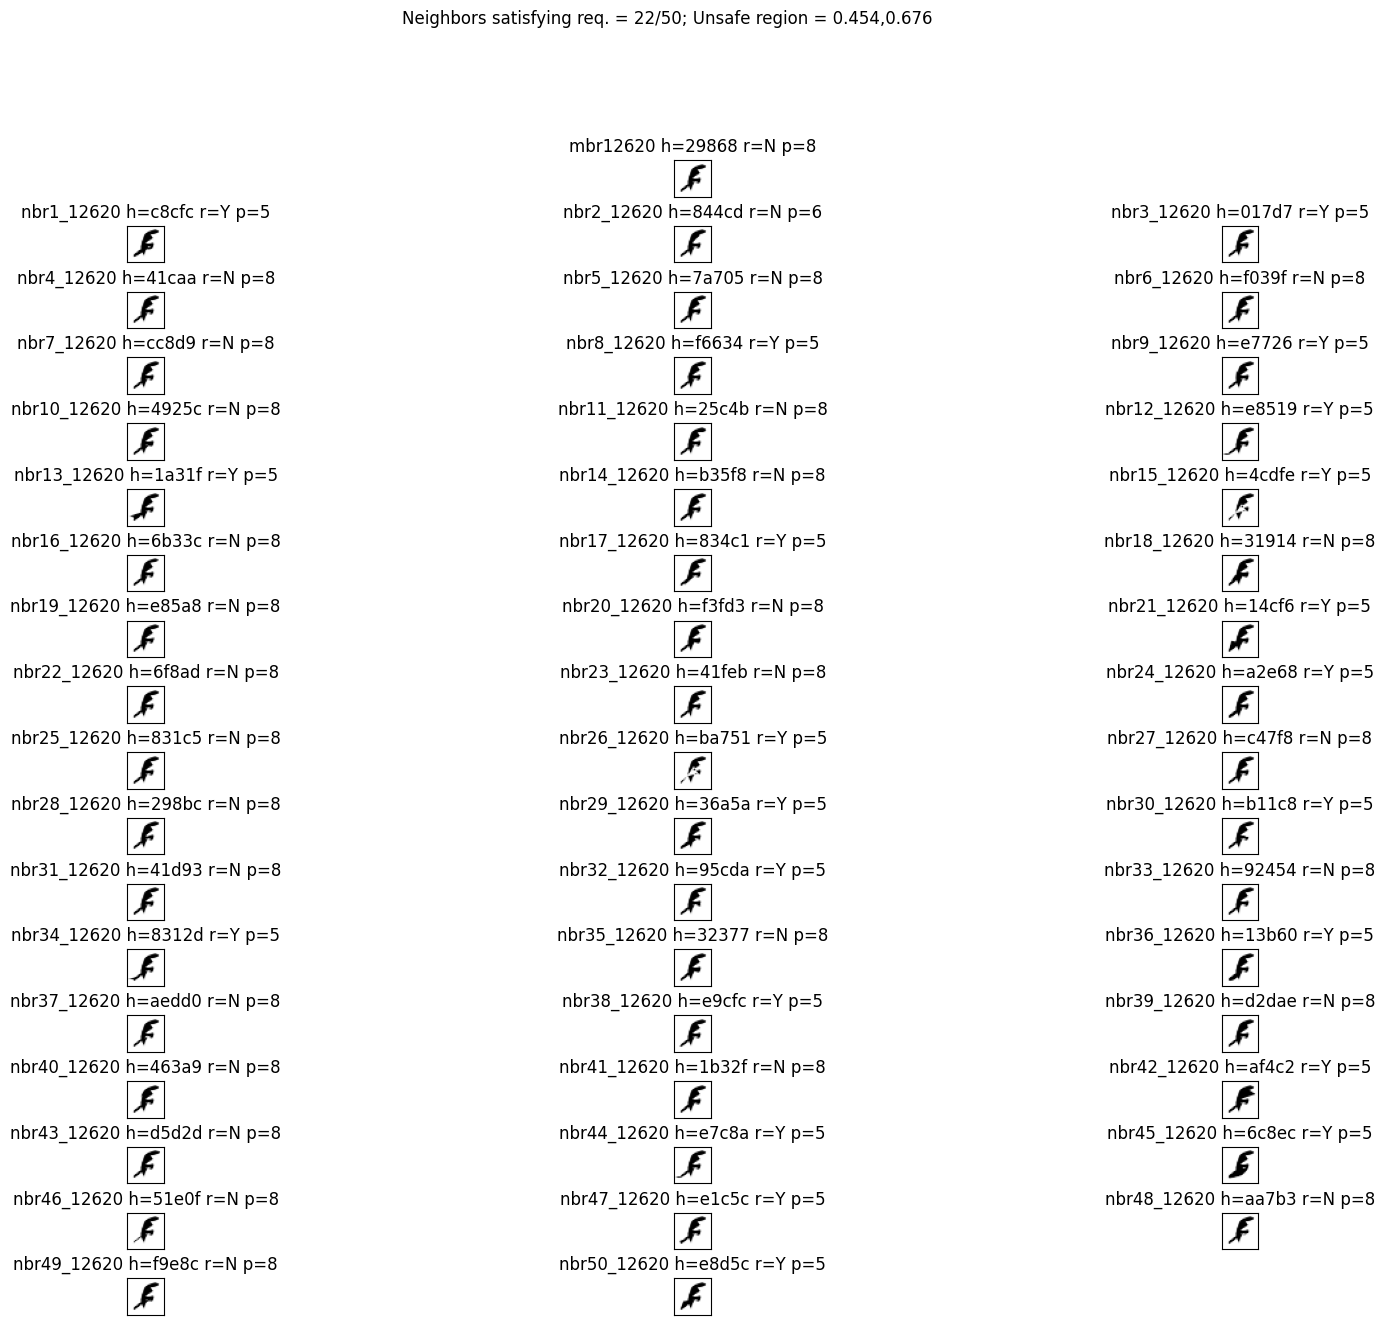 Neighbors satisfying req. = 22/50; Unsafe region = 0.454,0.676
mbr12620 h=29868 r=N p=8
nbr1_12620 h=c8cfc r=Y p=5 nbr2_12620 h=844cd r=N p=6 nbr3_12620 h=017d7 r=Y p=5
nbr4_12620 h=41caa r=N p=8 nbr5_12620 h=7a705 r=N p=8 nbr6_12620 h=f039f r=N p=8
nbr7_12620 h=cc8d9 r=N p=8 nbr8_12620 h=f6634 r=Y p=5 nbr9_12620 h=e7726 r=Y p=5
nbr10_12620 h=4925c r=N p=8 nbr11_12620 h=25c4b r=N p=8 nbr12_12620 h=e8519 r=Y p=5
nbr13_12620 h=1a31f r=Y p=5 nbr14_12620 h=b35f8 r=N p=8 nbr15_12620 h=4cdfe r=Y p=5
nbr16_12620 h=6b33c r=N p=8 nbr17_12620 h=834c1 r=Y p=5 nbr18_12620 h=31914 r=N p=8
nbr19_12620 h=e85a8 r=N p=8 nbr20_12620 h=f3fd3 r=N p=8 nbr21_12620 h=14cf6 r=Y p=5
nbr22_12620 h=6f8ad r=N p=8 nbr23_12620 h=41feb r=N p=8 nbr24_12620 h=a2e68 r=Y p=5
nbr25_12620 h=831c5 r=N p=8 nbr26_12620 h=ba751 r=Y p=5 nbr27_12620 h=c47f8 r=N p=8
nbr28_12620 h=298bc r=N p=8 nbr29_12620 h=36a5a r=Y p=5 nbr30_12620 h=b11c8 r=Y p=5
nbr31_12620 h=41d93 r=N p=8 nbr32_12620 h=95cda r=Y p=5 nbr33_12620 h=92454 r=N p=8
nbr34_12620 h=8312d r=Y p=5 nbr35_12620 h=32377 r=N p=8 nbr36_12620 h=13b60 r=Y p=5
nbr37_12620 h=aedd0 r=N p=8 nbr38_12620 h=e9cfc r=Y p=5 nbr39_12620 h=d2dae r=N p=8
nbr40_12620 h=463a9 r=N p=8 nbr41_12620 h=1b32f r=N p=8 nbr42_12620 h=af4c2 r=Y p=5
nbr43_12620 h=d5d2d r=N p=8 nbr44_12620 h=e7c8a r=Y p=5 nbr45_12620 h=6c8ec r=Y p=5
nbr46_12620 h=51e0f r=N p=8 nbr47_12620 h=e1c5c r=Y p=5 nbr48_12620 h=aa7b3 r=N p=8
nbr49_12620 h=f9e8c r=N p=8 nbr50_12620 h=e8d5c r=Y p=5